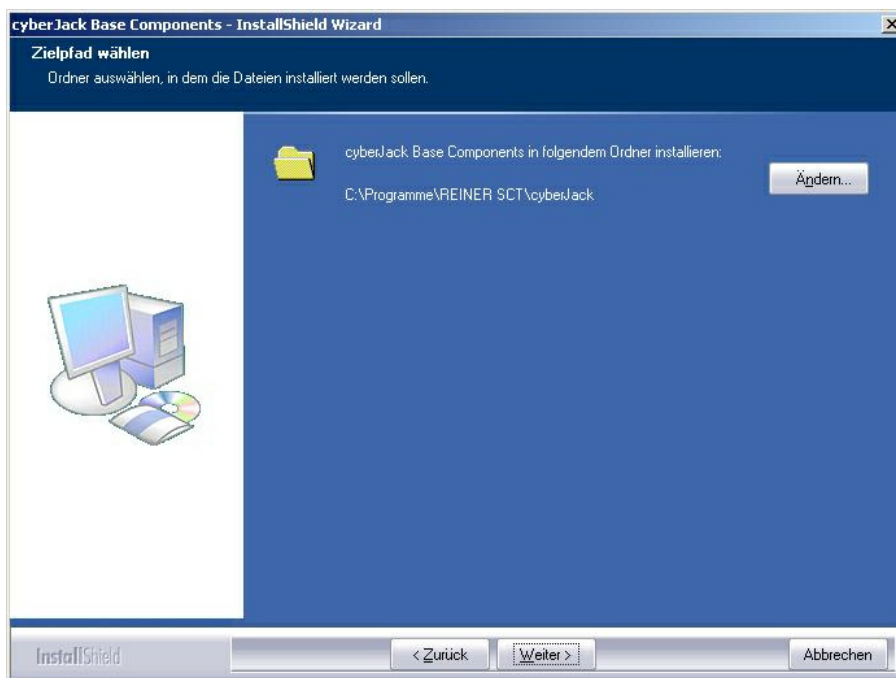 cyberJack Base Components - InstallShield Wizard
Zielpfad wählen
Ordner auswählen, in dem die Dateien installiert werden sollen.
cyberJack Base Components in folgendem Ordner installieren:
Ändern...
C:\Programme\REINER SCT\cyberJack
InstallShield
< Zurück
Weiter >
Abbrechen